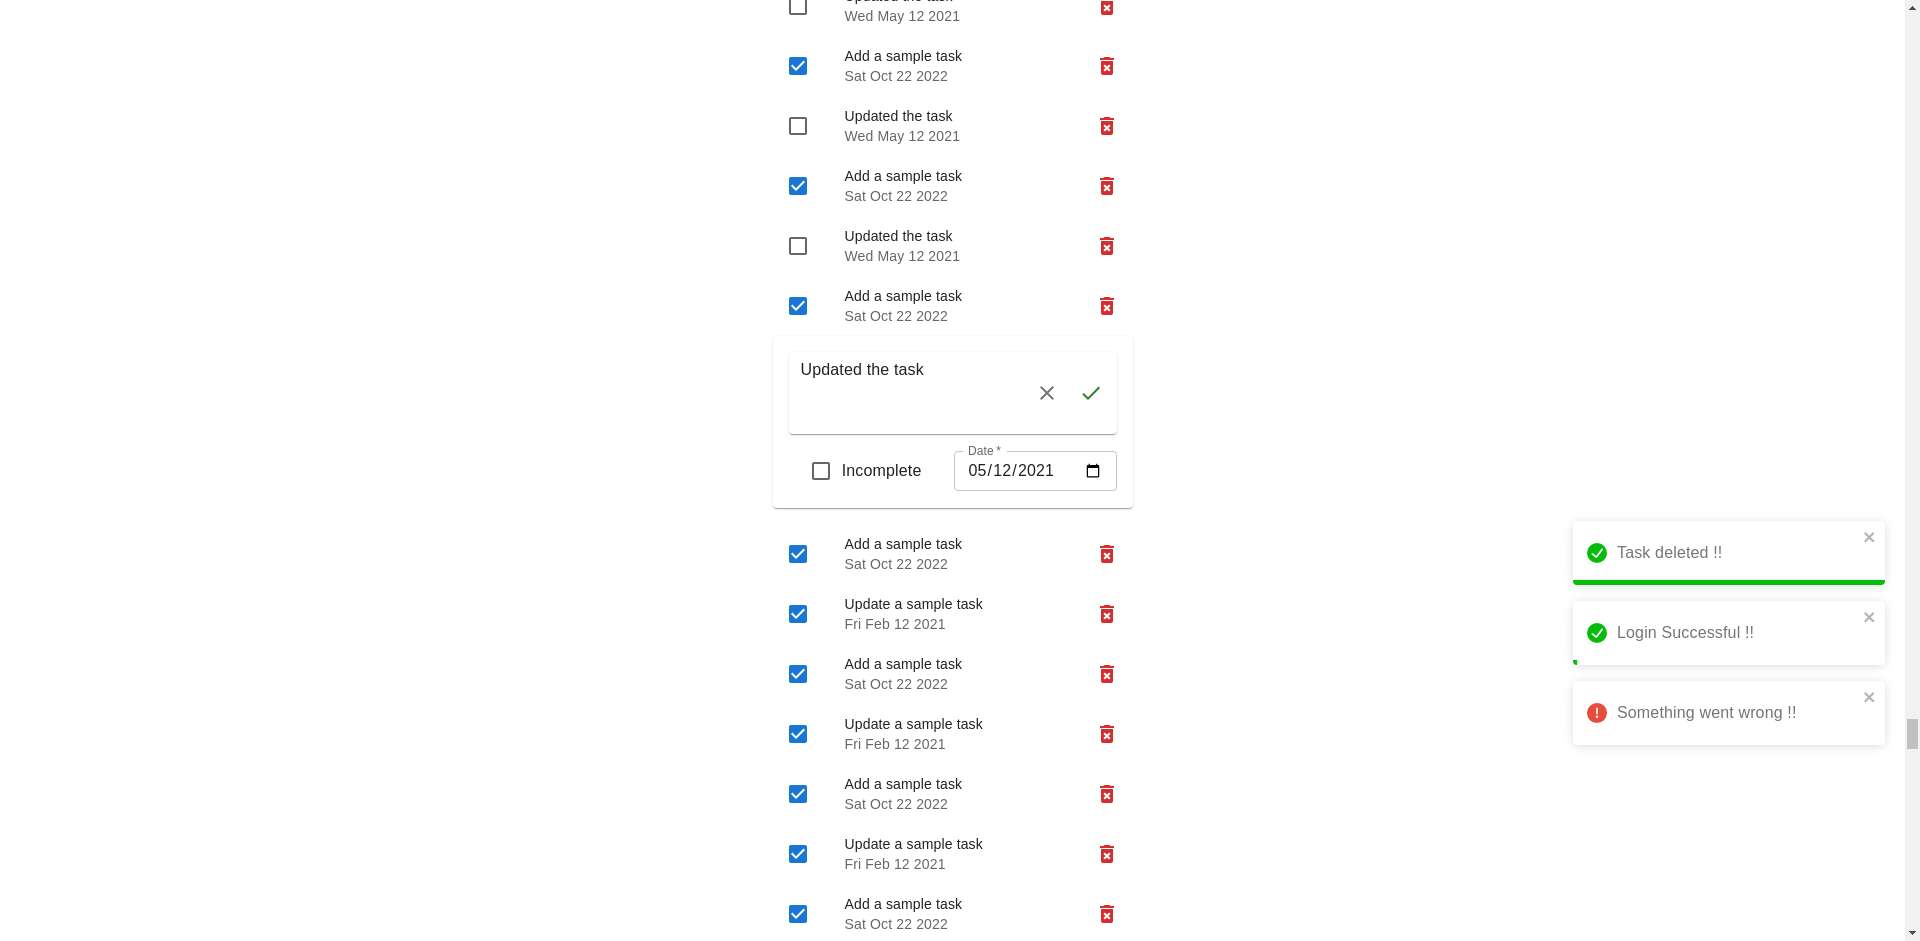 Updated the task
Wed May 12 2021
Add a sample task
Sat Oct 22 2022
Updated the task
Wed May 12 2021
Add a sample task
Sat Oct 22 2022
Updated the task
Wed May 12 2021
Add a sample task
Sat Oct 22 2022
Updated the task
Incomplete
Date *
05/12/2021
Add a sample task
Sat Oct 22 2022
Update a sample task
Fri Feb 12 2021
Add a sample task
Sat Oct 22 2022
Update a sample task
Fri Feb 12 2021
Add a sample task
Sat Oct 22 2022
Update a sample task
Fri Feb 12 2021
Add a sample task
Sat Oct 22 2022
Task deleted !!
Login Successful !!
Something went wrong !!